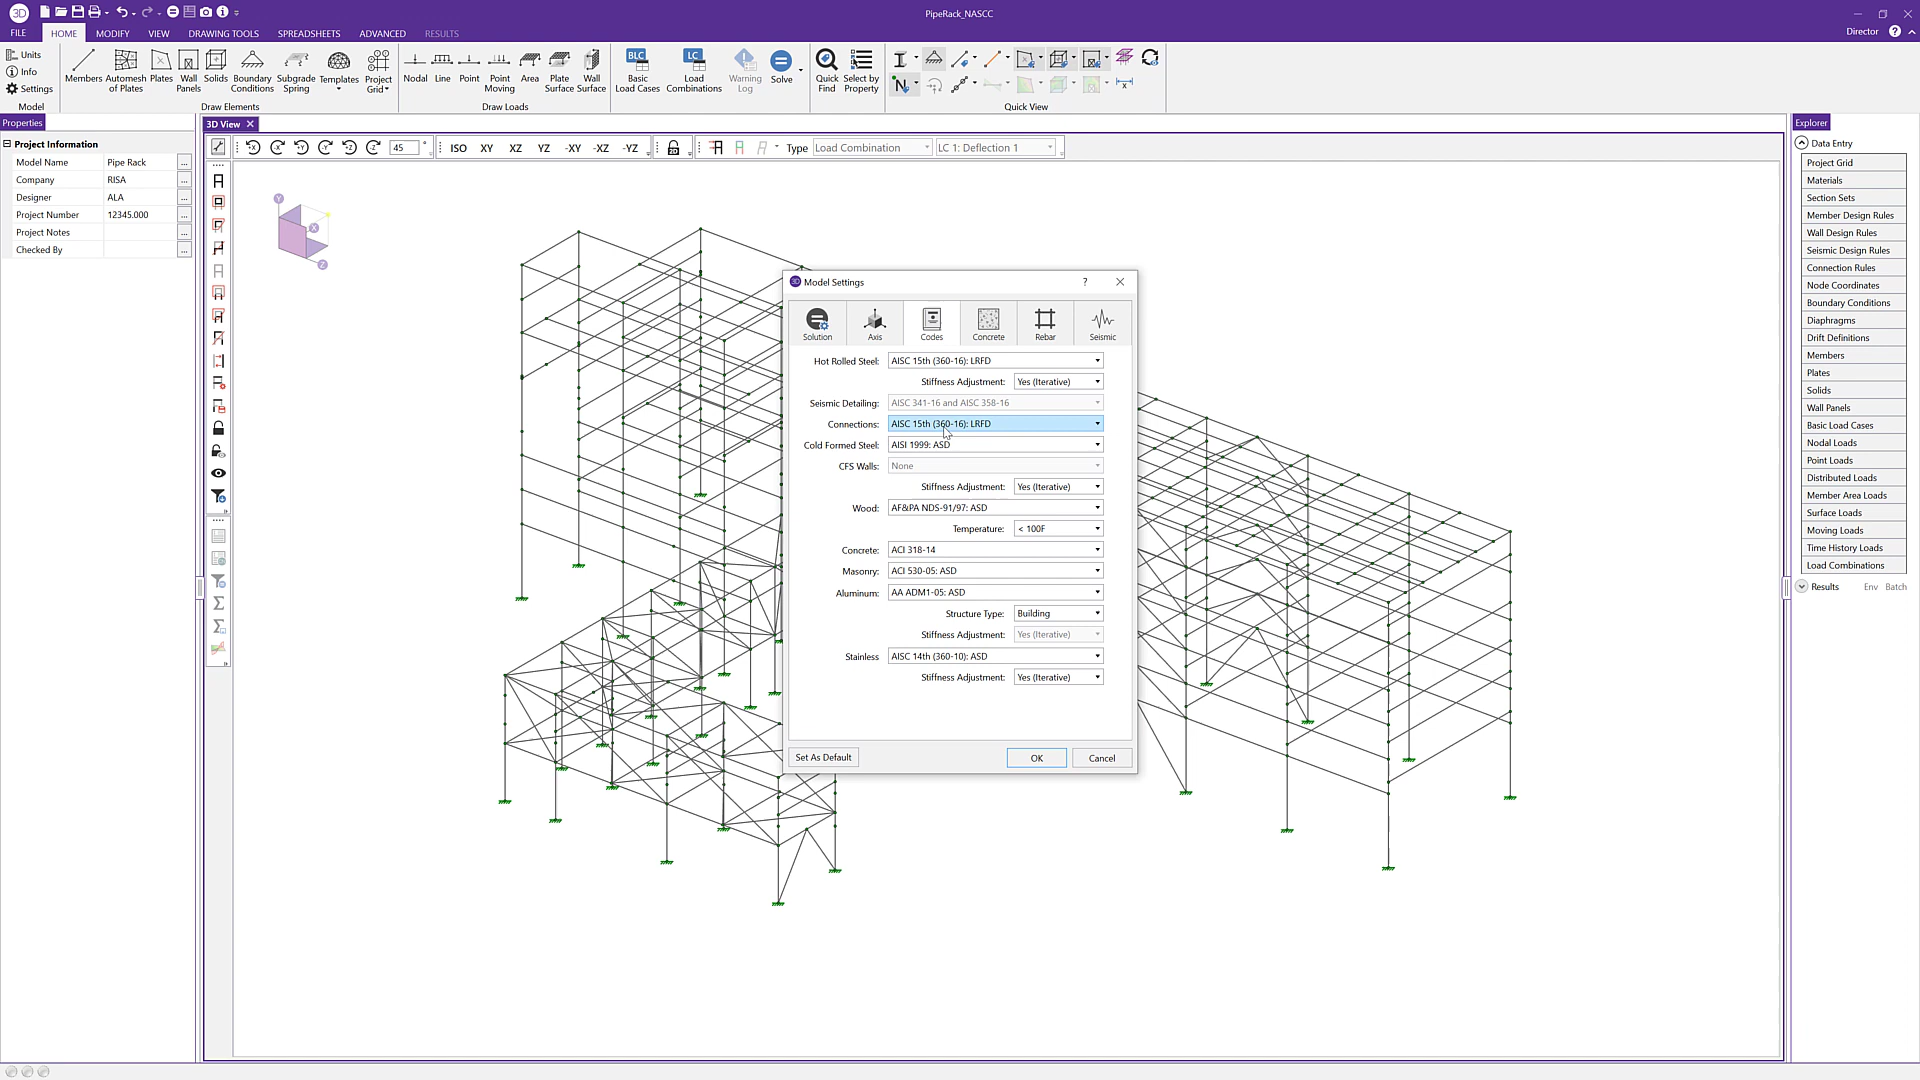 3D
PipeRack_NASCC
FILE HOME MODIFY VIEW DRAWING TOOLS SPREADSHEETS ADVANCED RESULTS
Director
Units
Info
Settings
Model
Members
Automesh of Plates
Plates
Wall Panels
Solids
Boundary Conditions
Subgrade Spring
Templates
Project Grid
Draw Elements
Nodal
Line
Point
Point Moving
Area
Plate Surface
Wall Surface
Draw Loads
BLC
Basic Load Cases
LC
Load Combinations
Warning Log
Solve
Quick Find
Select by Property
N
Quick View
Properties
Project Information
Model Name Pipe Rack ...
Company RISA ...
Designer ALA ...
Project Number 12345.000 ...
Project Notes ...
Checked By ...
3D View
45 °
ISO XY XZ YZ -XY -XZ -YZ
Type Load Combination LC 1: Deflection 1
Y
X
Z
Model Settings ?
Solution Axis Codes Concrete Rebar Seismic
Hot Rolled Steel: AISC 15th (360-16): LRFD
Stiffness Adjustment: Yes (Iterative)
Seismic Detailing: AISC 341-16 and AISC 358-16
Connections: AISC 15th (360-16): LRFD
Cold Formed Steel: AISI 1999: ASD
CFS Walls: None
Stiffness Adjustment: Yes (Iterative)
Wood: AF&PA NDS-91/97: ASD
Temperature: < 100F
Concrete: ACI 318-14
Masonry: ACI 530-05: ASD
Aluminum: AA ADM1-05: ASD
Structure Type: Building
Stiffness Adjustment: Yes (Iterative)
Stainless AISC 14th (360-10): ASD
Stiffness Adjustment: Yes (Iterative)
Set As Default OK Cancel
Explorer
Data Entry
Project Grid
Materials
Section Sets
Member Design Rules
Wall Design Rules
Seismic Design Rules
Connection Rules
Node Coordinates
Boundary Conditions
Diaphragms
Drift Definitions
Members
Plates
Solids
Wall Panels
Basic Load Cases
Nodal Loads
Point Loads
Distributed Loads
Member Area Loads
Surface Loads
Moving Loads
Time History Loads
Load Combinations
Results Env Batch